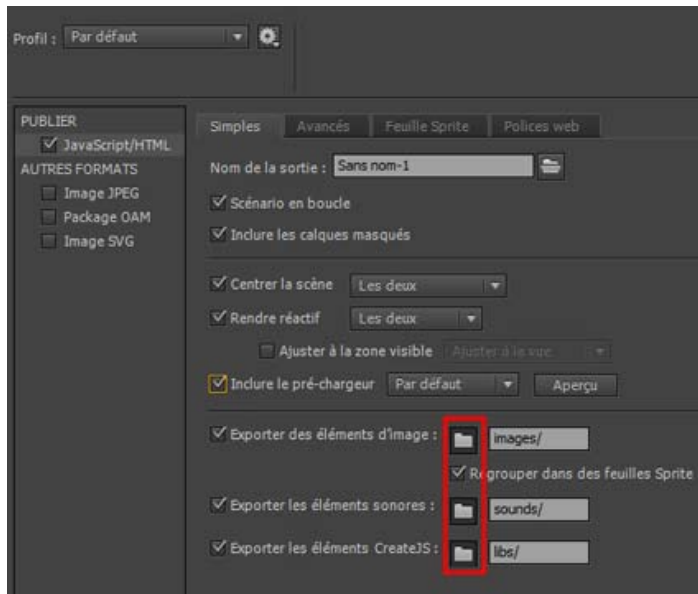 Profil : Par défaut
PUBLIER
JavaScript/HTML
AUTRES FORMATS
Image JPEG
Package OAM
Image SVG
Simples Avancés Feuille Sprite Polices web
Nom de la sortie : Sans nom-1
Scénario en boucle
Inclure les calques masqués
Centrer la scène Les deux
Rendre réactif Les deux
Ajuster à la zone visible Ajuster à la vue
Inclure le pré-chargeur Par défaut Aperçu
Exporter des éléments d'image : images/
Regrouper dans des feuilles Sprite
Exporter les éléments sonores : sounds/
Exporter les éléments CreateJS : libs/